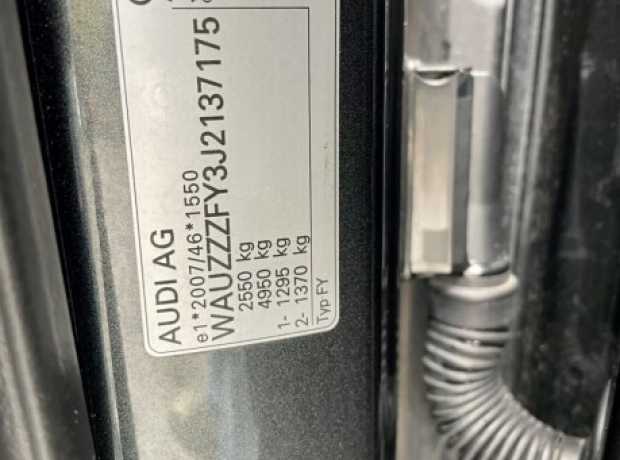 AUDI AG
e1*2007/46*1550
WAUZZZFY3J2137175
2550 kg
4950 kg
1- 1295 kg
2- 1370 kg
Typ FY